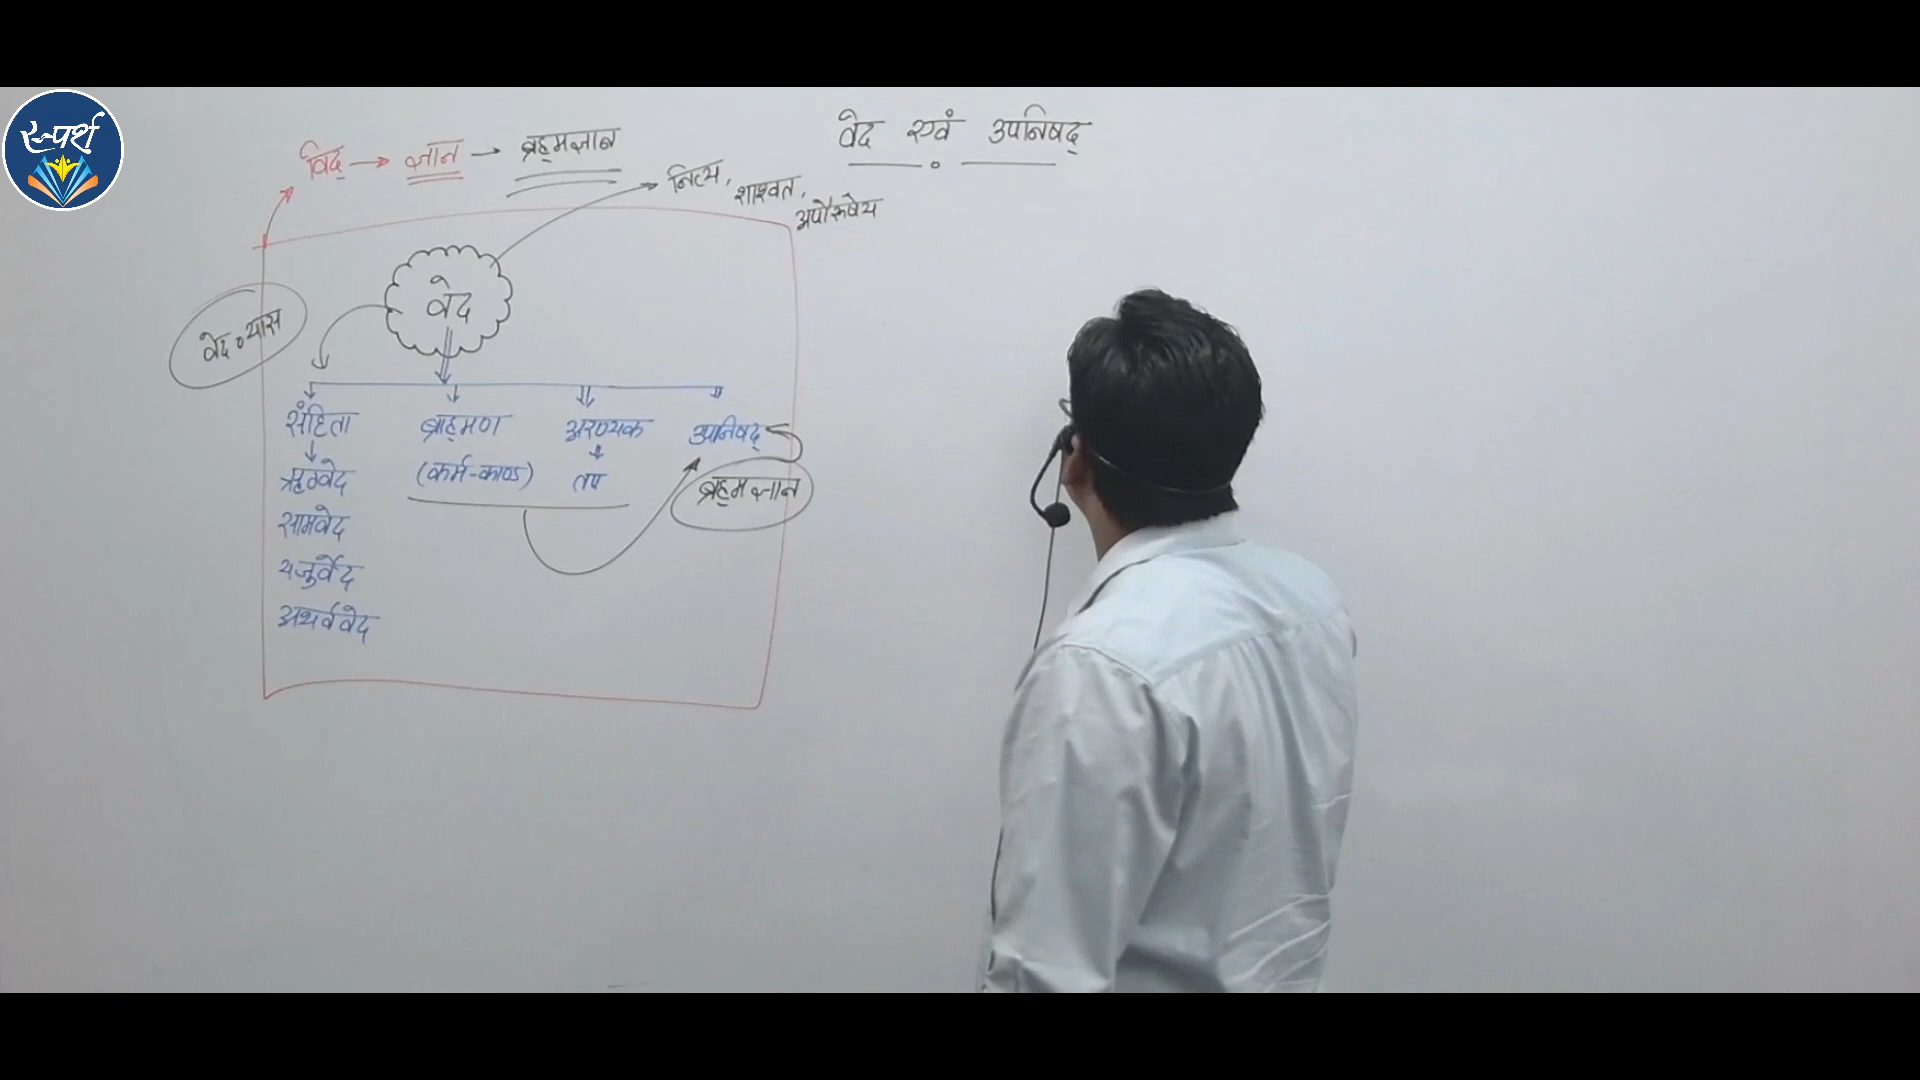 स्पर्श
वेद एवं उपनिषद्
विद् → ज्ञान → ब्रह्मज्ञान
नित्य, शाश्वत, अपौरूषेय
वेद
वेदव्यास
संहिता ब्राह्मण अरण्यक उपनिषद्
ऋग्वेद (कर्म-काण्ड) तप ब्रह्मज्ञान
सामवेद
यजुर्वेद
अथर्ववेद